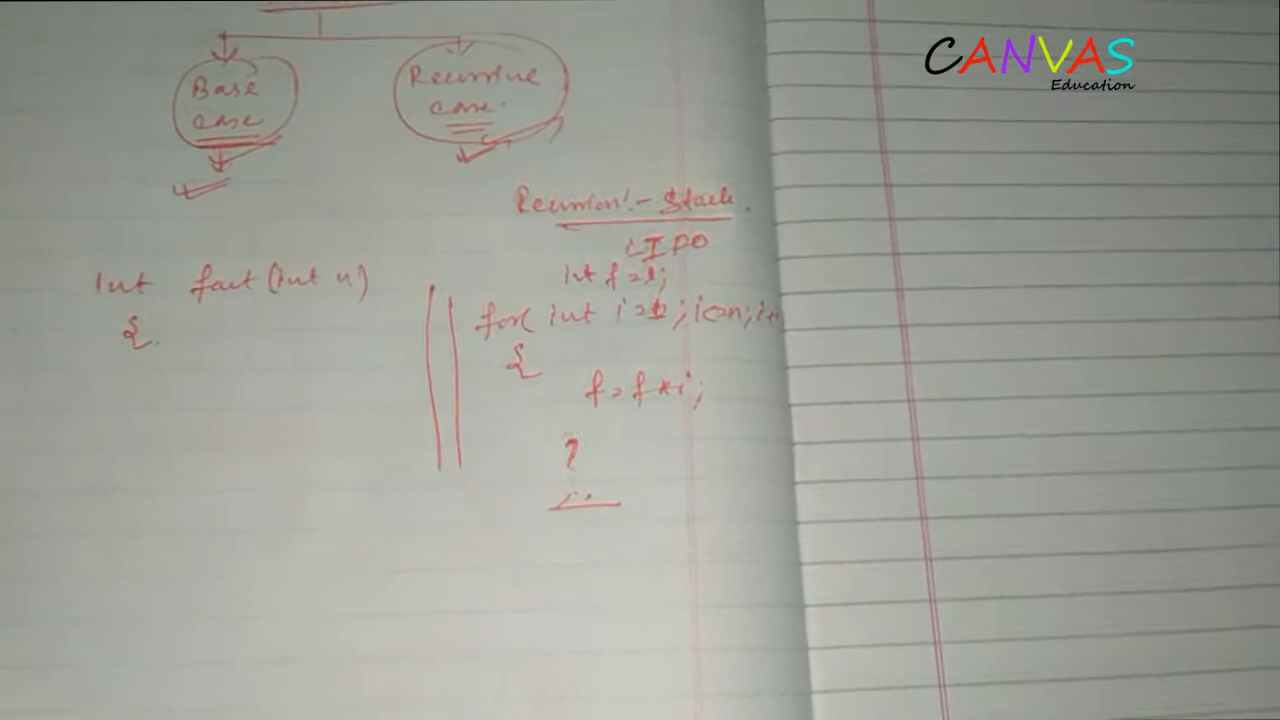 CANVAS
Education
Base
case
Recursive
case.
Recursion:- Stack.
LIFO
int fact (int n)
{
int f=1;
for( int i=1; i<=n; i++
{
f=f*i;
}